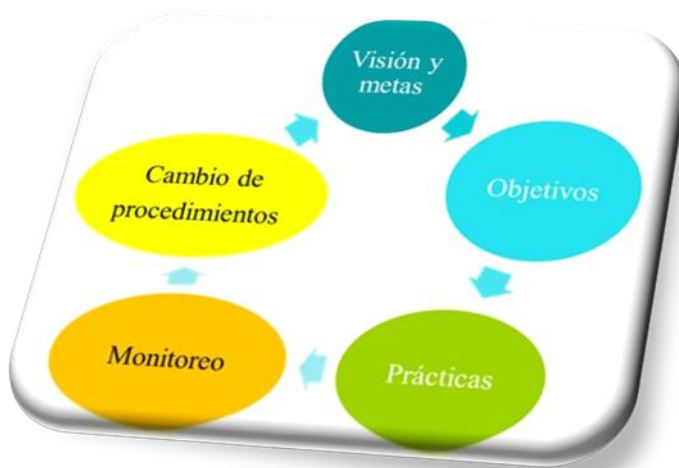 Visión y
metas
Objetivos
Prácticas
Monitoreo
Cambio de
procedimientos